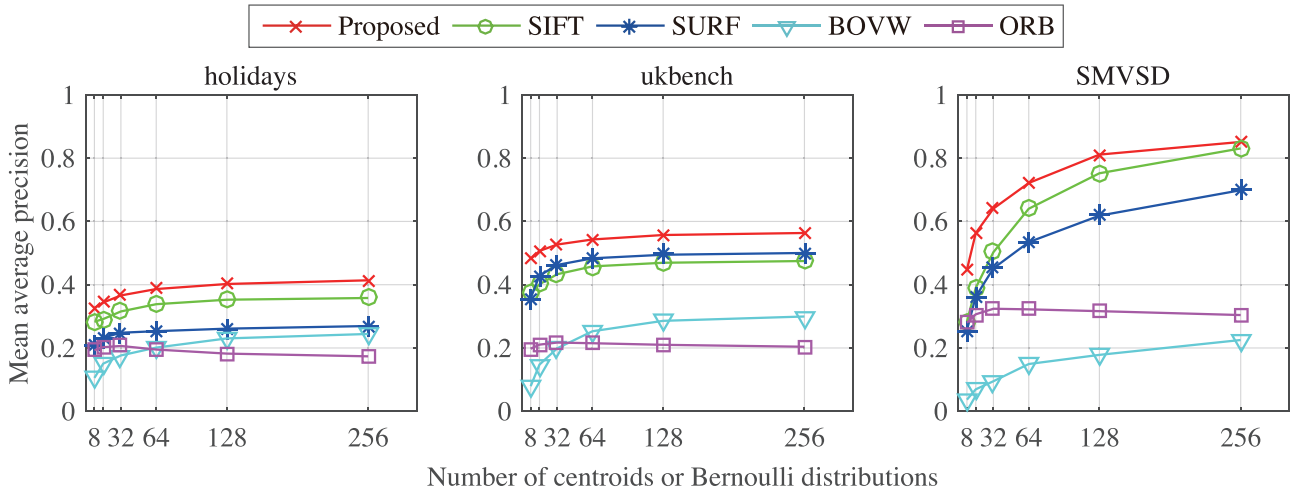 Proposed SIFT SURF BOVW ORB
holidays ukbench SMVSD
Mean average precision
1 1 1
0.8 0.8 0.8
0.6 0.6 0.6
0.4 0.4 0.4
0.2 0.2 0.2
0 0 0
8 32 64 128 256 8 32 64 128 256 8 32 64 128 256
Number of centroids or Bernoulli distributions